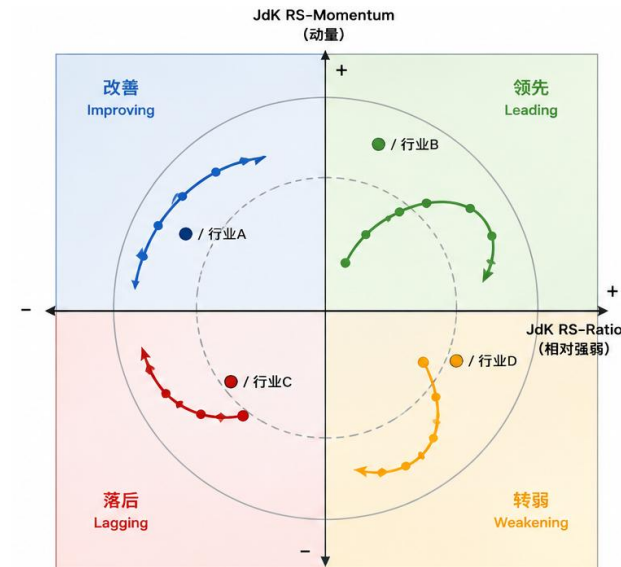 JdK RS-Momentum
（动量）
+
改善
Improving
领先
Leading
/ 行业B
/ 行业A
-
+
JdK RS-Ratio
（相对强弱）
/ 行业C
/ 行业D
落后
Lagging
转弱
Weakening
-